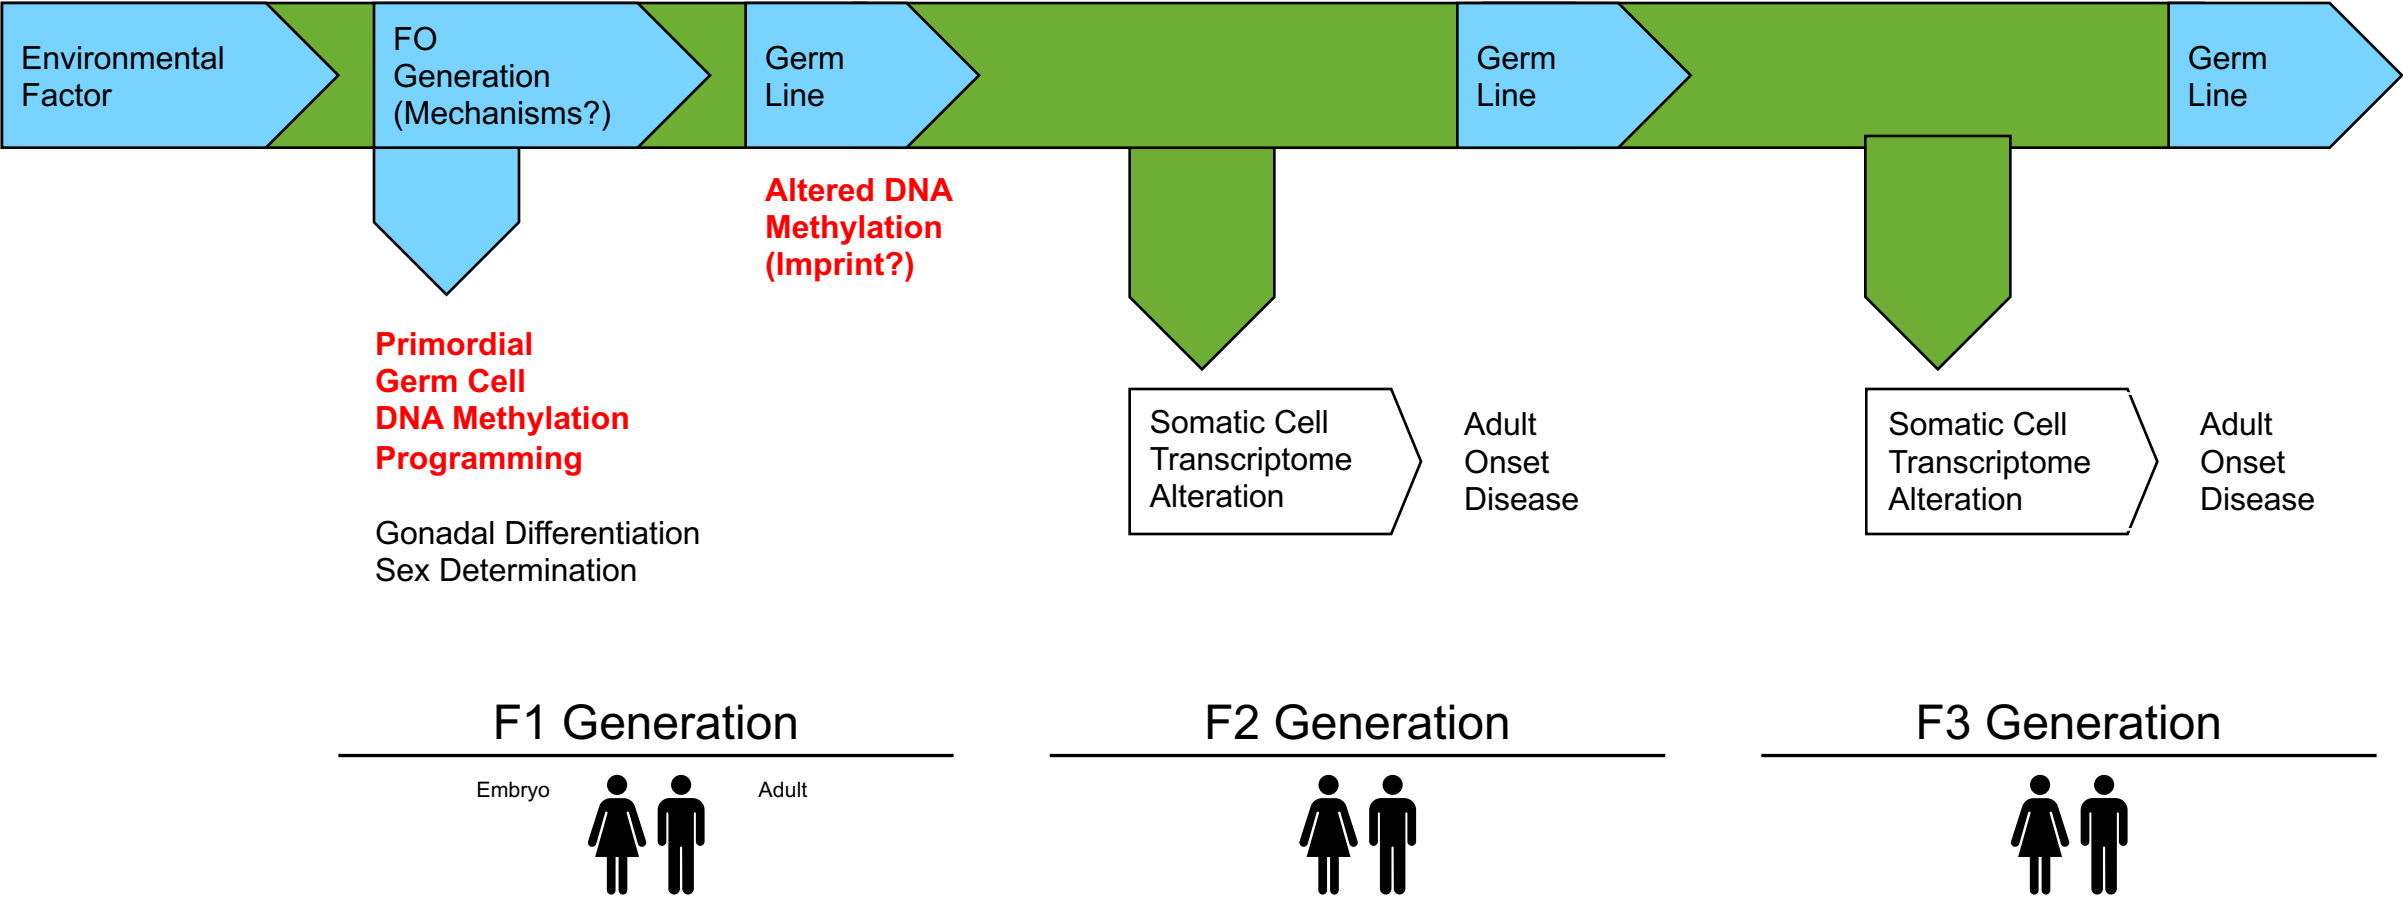 Environmental
Factor
FO
Generation
(Mechanisms?)
Germ
Line
Germ
Line
Germ
Line
Altered DNA
Methylation
(Imprint?)
Primordial
Germ Cell
DNA Methylation
Programming
Gonadal Differentiation
Sex Determination
Somatic Cell
Transcriptome
Alteration
Adult
Onset
Disease
Somatic Cell
Transcriptome
Alteration
Adult
Onset
Disease
F1 Generation
Embryo
Adult
F2 Generation
F3 Generation